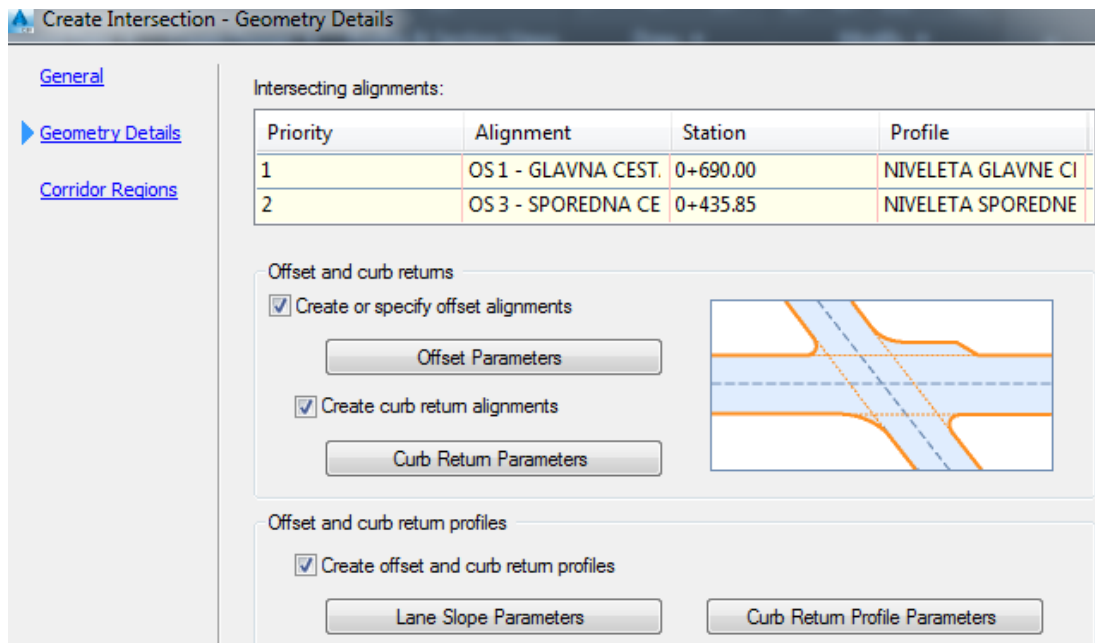 Create Intersection - Geometry Details
General
Geometry Details
Corridor Regions
Intersecting alignments:
Priority Alignment Station Profile
1 OS 1 - GLAVNA CEST. 0+690.00 NIVELETA GLAVNE CI
2 OS 3 - SPOREDNA CE 0+435.85 NIVELETA SPOREDNE
Offset and curb returns
Create or specify offset alignments
Offset Parameters
Create curb return alignments
Curb Return Parameters
Offset and curb return profiles
Create offset and curb return profiles
Lane Slope Parameters Curb Return Profile Parameters